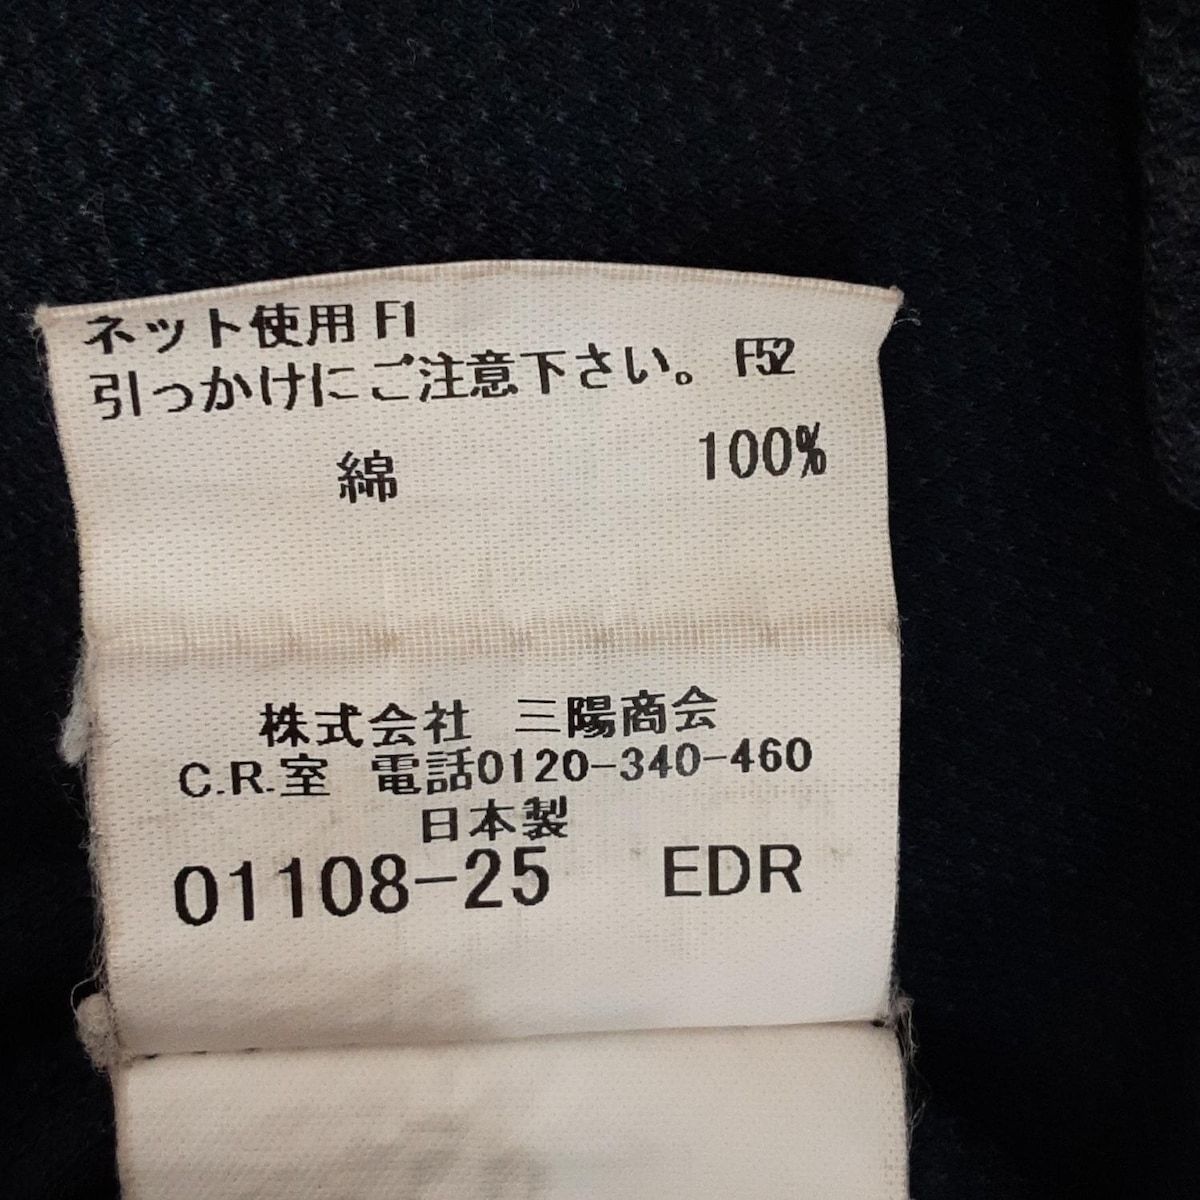 ネット使用 F1
引っかけにご注意下さい。 F52
綿 100%
株式会社 三陽商会
C.R.室 電話0120-340-460
日本製
01108-25 EDR